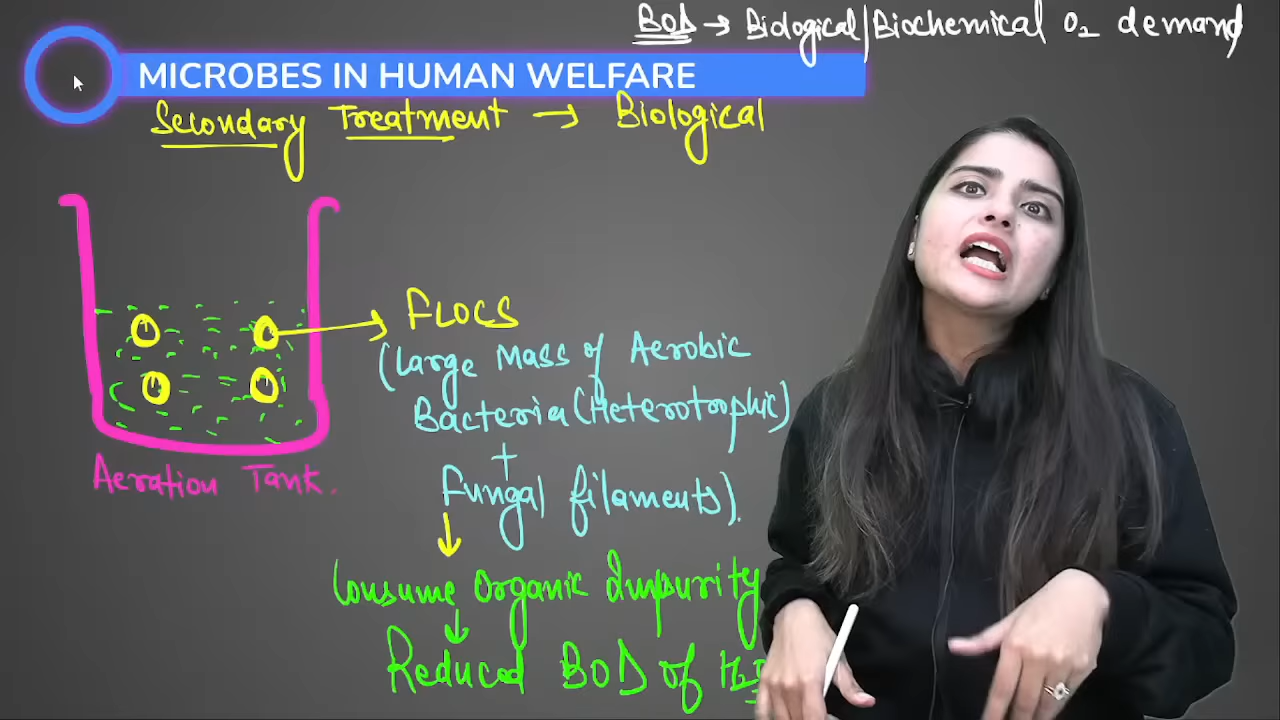 BOD → Biological/Biochemical O₂ demand
MICROBES IN HUMAN WELFARE
Secondary Treatment → Biological
FLOCS
(Large Mass of Aerobic
Bacteria (Heterotrophic)
+
Fungal filaments).
Aeration Tank.
Consume Organic Impurity
Reduced BOD of